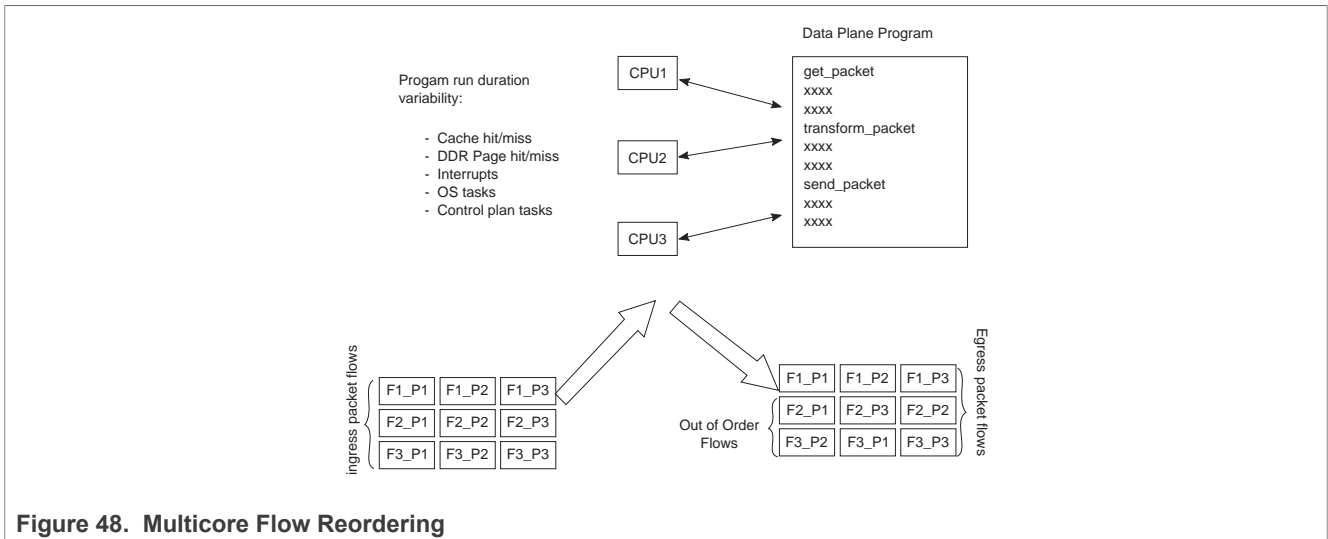 Data Plane Program
Progam run duration
variability:
- Cache hit/miss
- DDR Page hit/miss
- Interrupts
- OS tasks
- Control plan tasks
CPU1
CPU2
CPU3
get_packet
xxxx
xxxx
transform_packet
xxxx
xxxx
send_packet
xxxx
xxxx
ingress packet flows
F1_P1 F1_P2 F1_P3
F2_P1 F2_P2 F2_P3
F3_P1 F3_P2 F3_P3
Out of Order
Flows
F1_P1 F1_P2 F1_P3
F2_P1 F2_P3 F2_P2
F3_P2 F3_P1 F3_P3
Egress packet flows
Figure 48. Multicore Flow Reordering